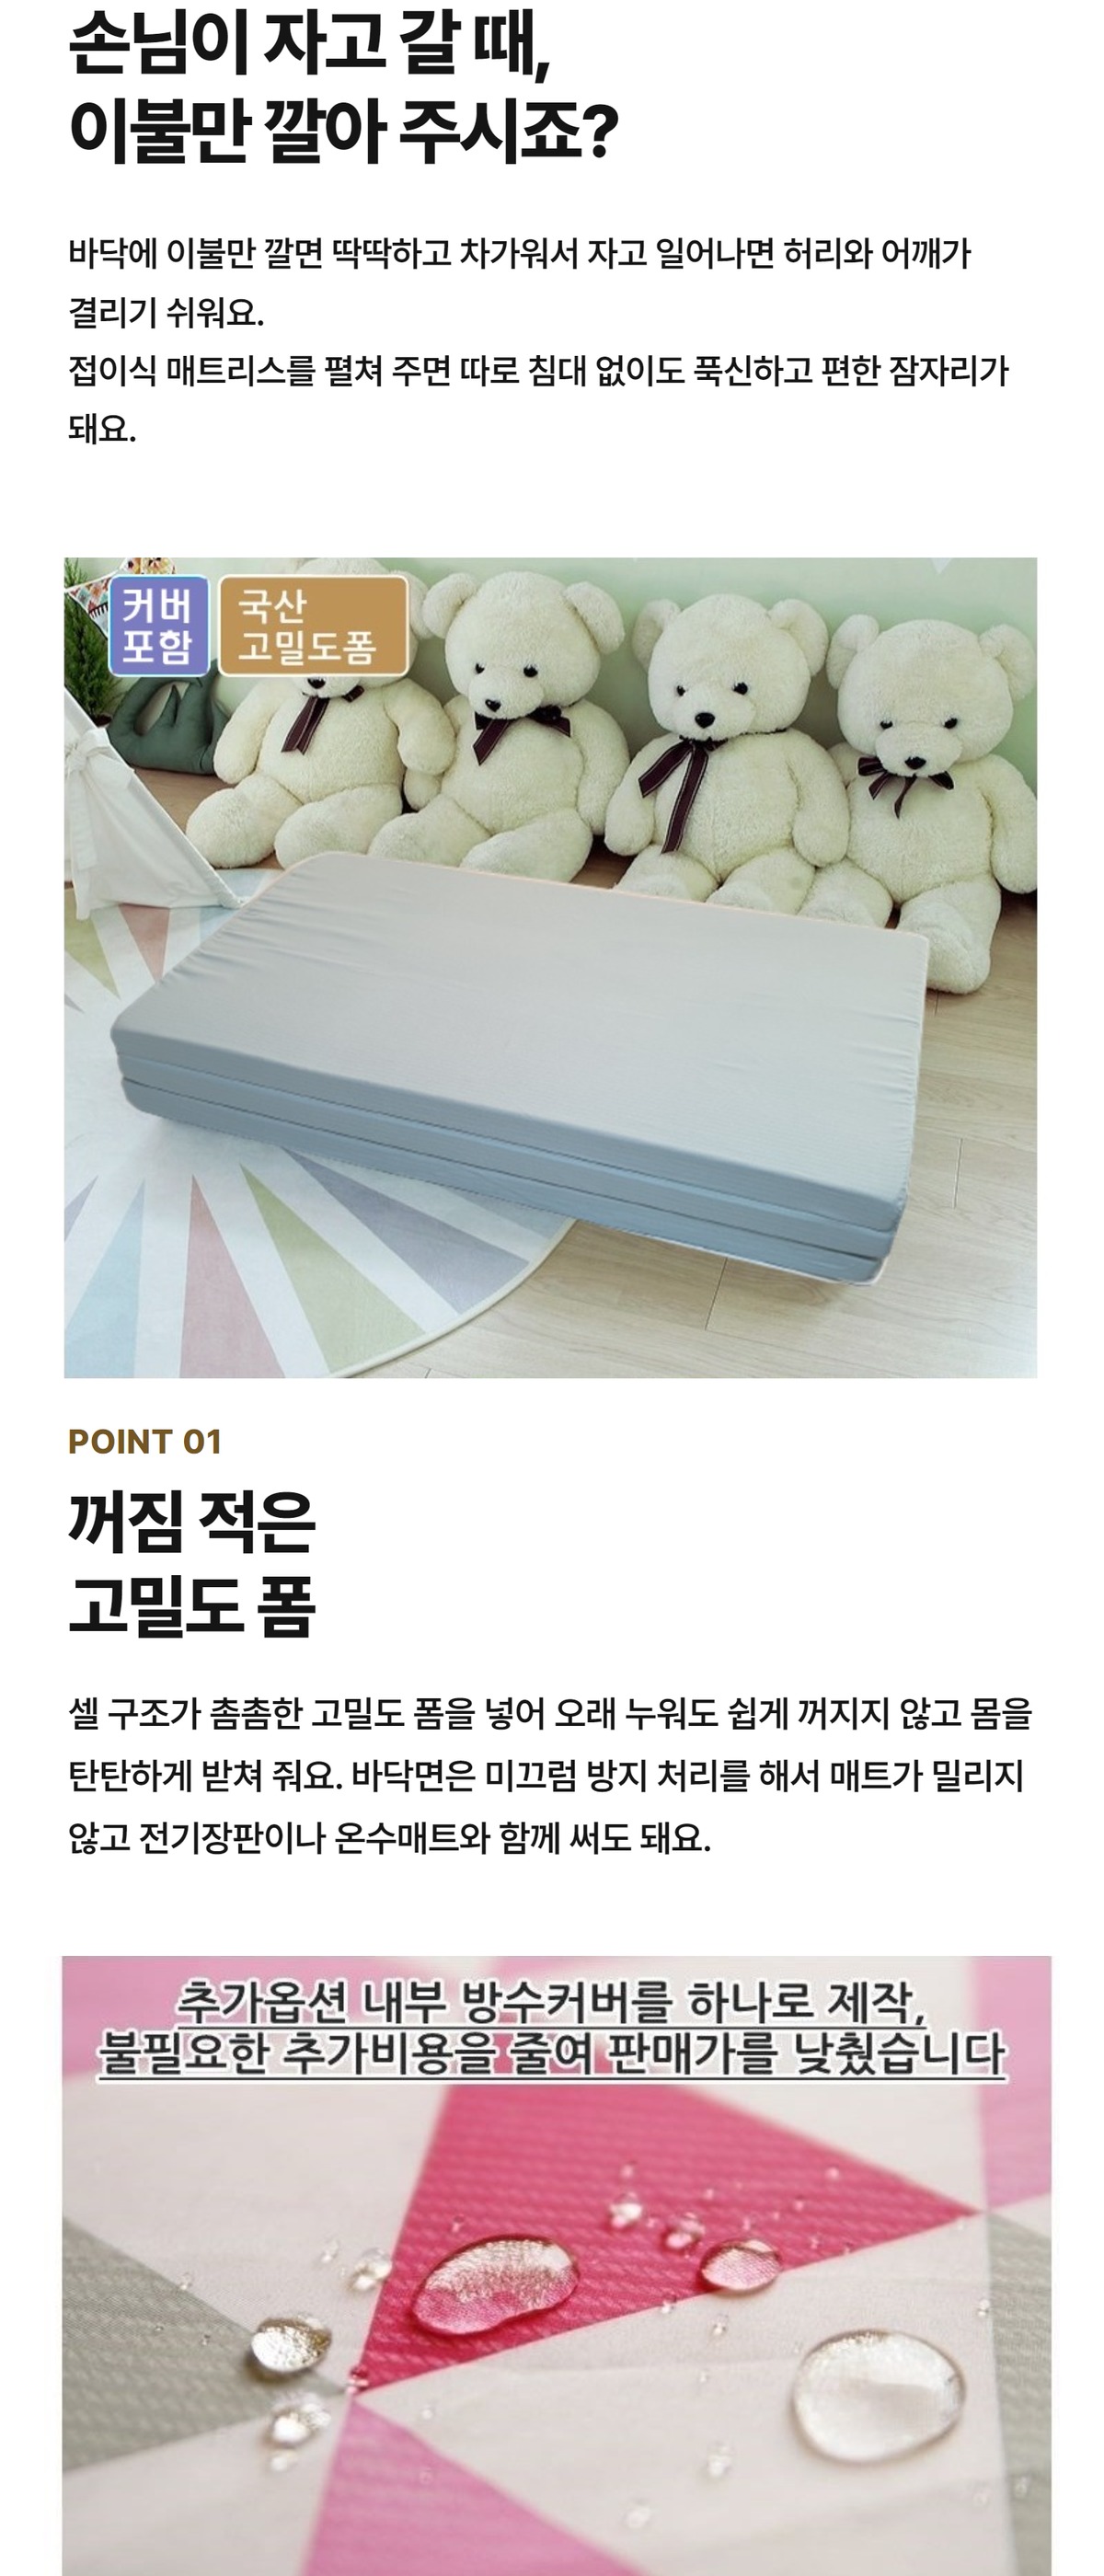 손님이 자고 갈 때,
이불만 깔아 주시죠?
바닥에 이불만 깔면 딱딱하고 차가워서 자고 일어나면 허리와 어깨가
결리기 쉬워요.
접이식 매트리스를 펼쳐 주면 따로 침대 없이도 푹신하고 편한 잠자리가
돼요.
커버
포함
국산
고밀도폼
POINT 01
꺼짐 적은
고밀도 폼
셀 구조가 촘촘한 고밀도 폼을 넣어 오래 누워도 쉽게 꺼지지 않고 몸을
탄탄하게 받쳐 줘요. 바닥면은 미끄럼 방지 처리를 해서 매트가 밀리지
않고 전기장판이나 온수매트와 함께 써도 돼요.
추가옵션 내부 방수커버를 하나로 제작,
불필요한 추가비용을 줄여 판매가를 낮췄습니다